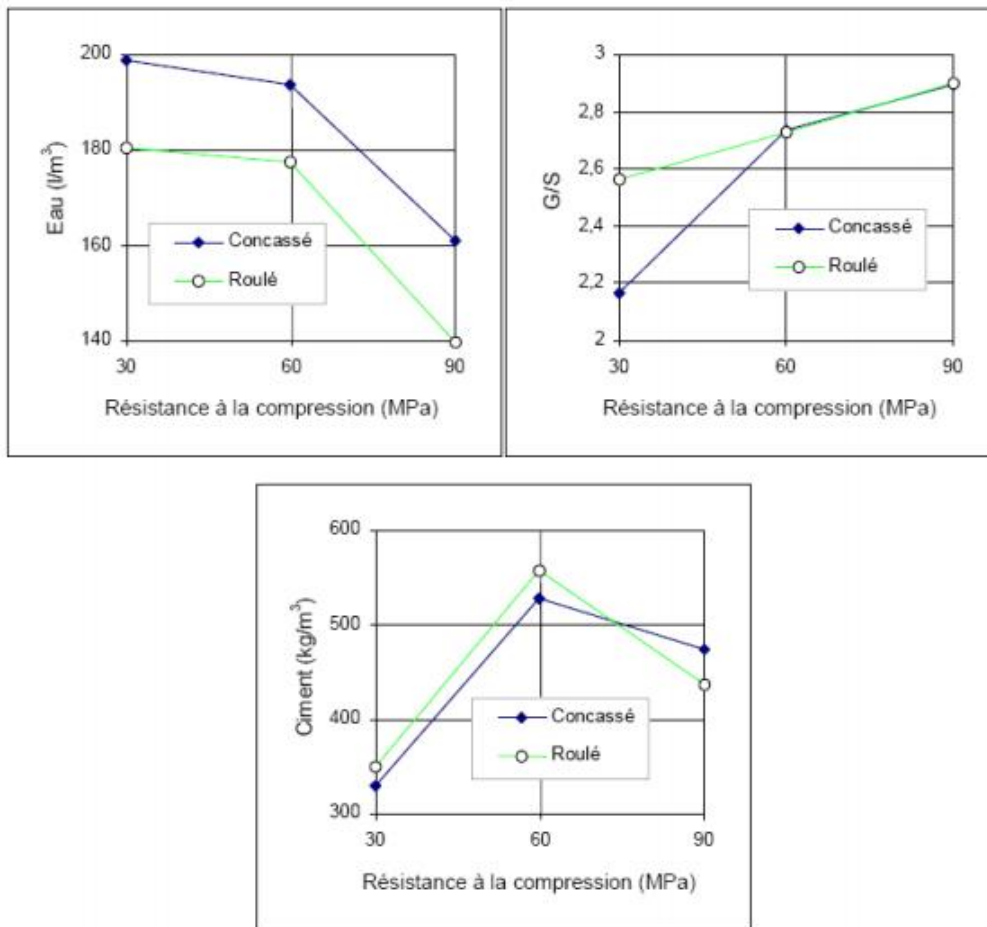 200
180
160
140
Eau (l/m³)
Concassé
Roulé
30 60 90
Résistance à la compression (MPa)
3
2,8
2,6
2,4
2,2
2
G/S
Concassé
Roulé
30 60 90
Résistance à la compression (MPa)
600
500
400
300
Ciment (kg/m³)
Concassé
Roulé
30 60 90
Résistance à la compression (MPa)